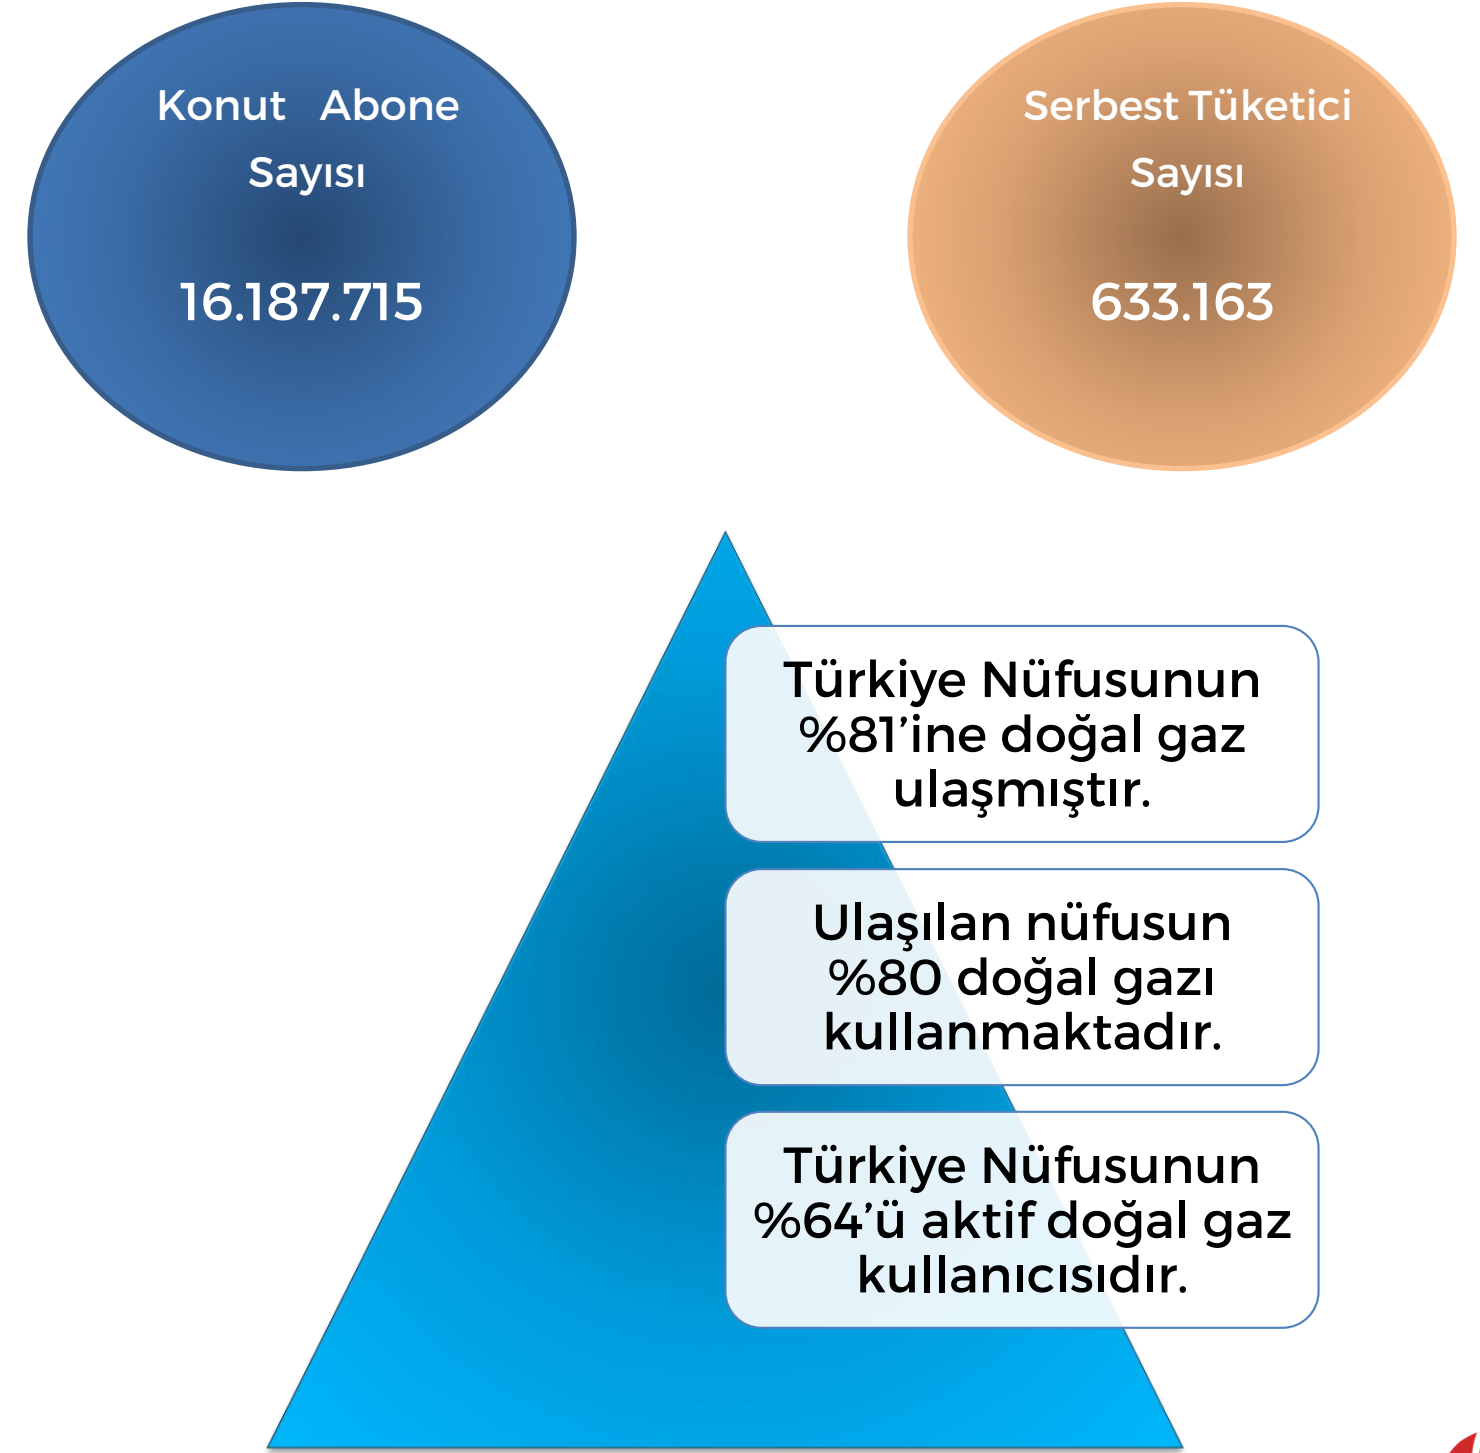 Konut Abone
Sayısı
16.187.715
Serbest Tüketici
Sayısı
633.163
Türkiye Nüfusunun
%81’ine doğal gaz
ulaşmıştır.
Ulaşılan nüfusun
%80 doğal gazı
kullanmaktadır.
Türkiye Nüfusunun
%64’ü aktif doğal gaz
kullanıcısıdır.